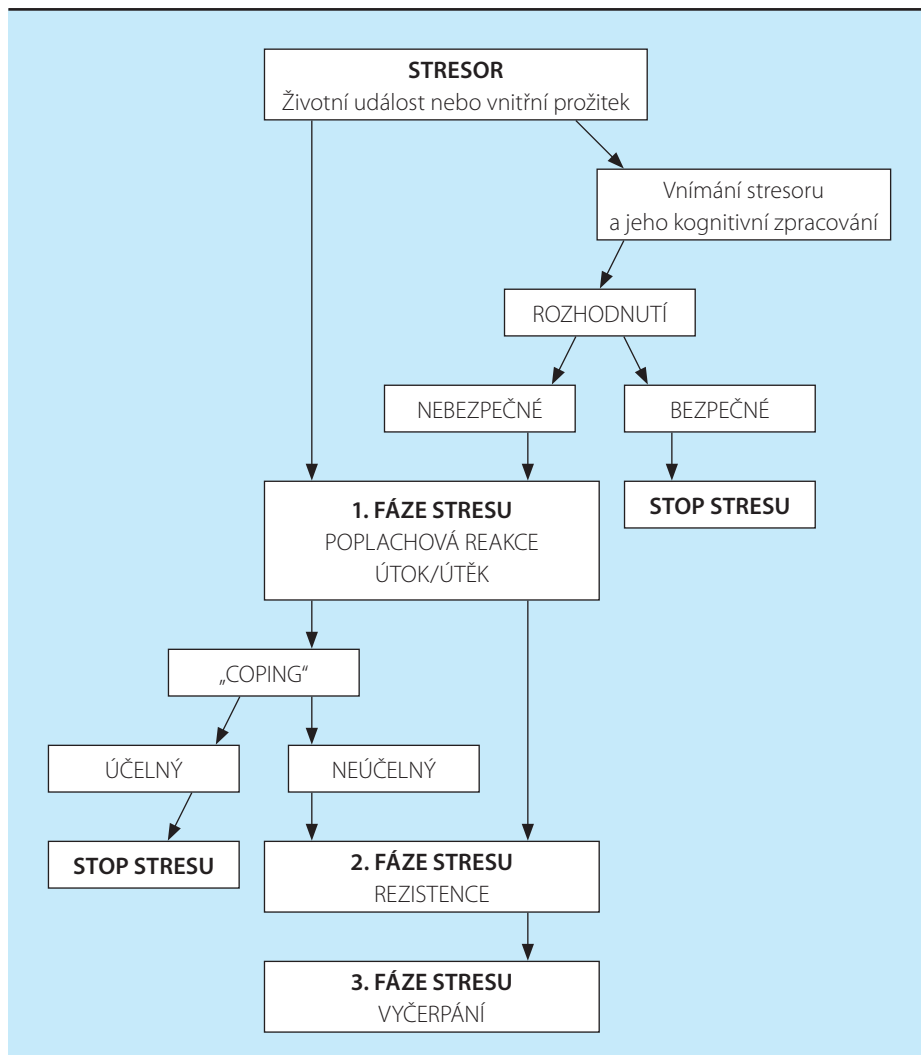 STRESOR
Životní událost nebo vnitřní prožitek
Vnímání stresoru
a jeho kognitivní zpracování
ROZHODNUTÍ
NEBEZPEČNÉ
BEZPEČNÉ
1. FÁZE STRESU
POPLACHOVÁ REAKCE
ÚTOK/ÚTĚK
STOP STRESU
„COPING“
ÚČELNÝ
NEÚČELNÝ
STOP STRESU
2. FÁZE STRESU
REZISTENCE
3. FÁZE STRESU
VYČERPÁNÍ